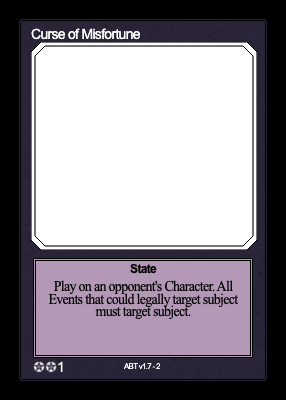 Curse of Misfortune
State
Play on an opponent's Character. All
Events that could legally target subject
must target subject.
1
ABT v1.7 - 2